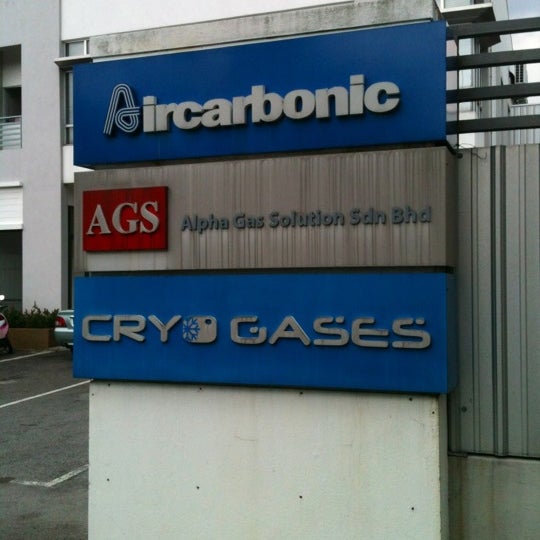 Aircarbonic
AGS Alpha Gas Solution Sdn Bhd
CRYO GASES